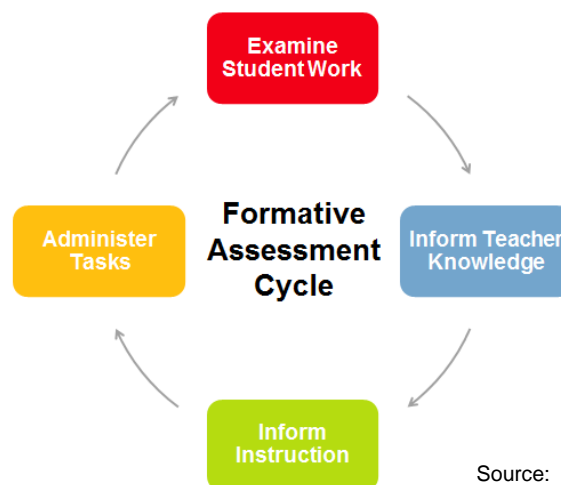 Examine
Student Work
Formative
Assessment
Cycle
Administer
Tasks
Inform Teacher
Knowledge
Inform
Instruction
Source: